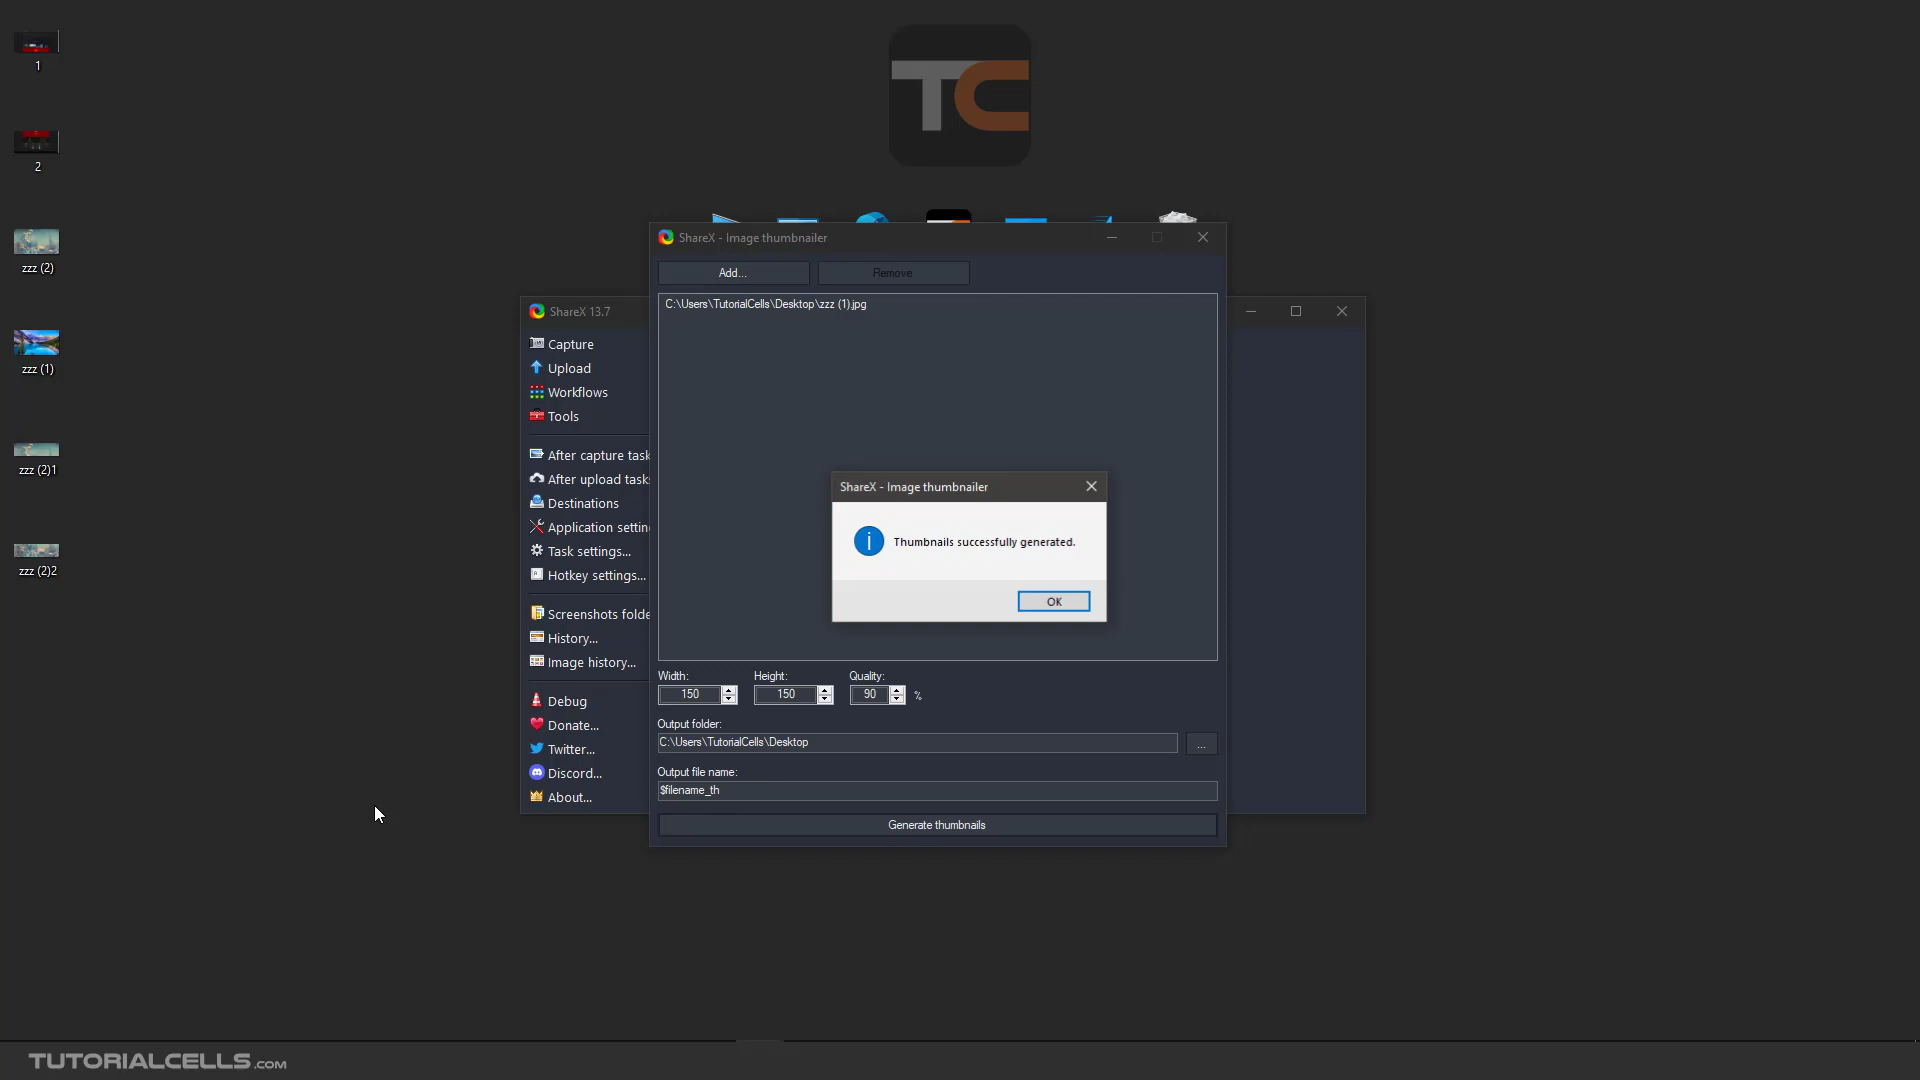 1
2
zzz (2)
zzz (1)
zzz (2)1
zzz (2)2
TC
ShareX 13.7
Capture
Upload
Workflows
Tools
After capture task
After upload tasks
Destinations
Application settin
Task settings...
Hotkey settings...
Screenshots folde
History...
Image history...
Debug
Donate...
Twitter...
Discord...
About...
ShareX - Image thumbnailer
Add...
Remove
C:\Users\TutorialCells\Desktop\zzz (1).jpg
ShareX - Image thumbnailer
Thumbnails successfully generated.
OK
Width:
Height:
Quality:
150
150
90
%
Output folder:
C:\Users\TutorialCells\Desktop
...
Output file name:
$filename_th
Generate thumbnails
TUTORIALCELLS.COM